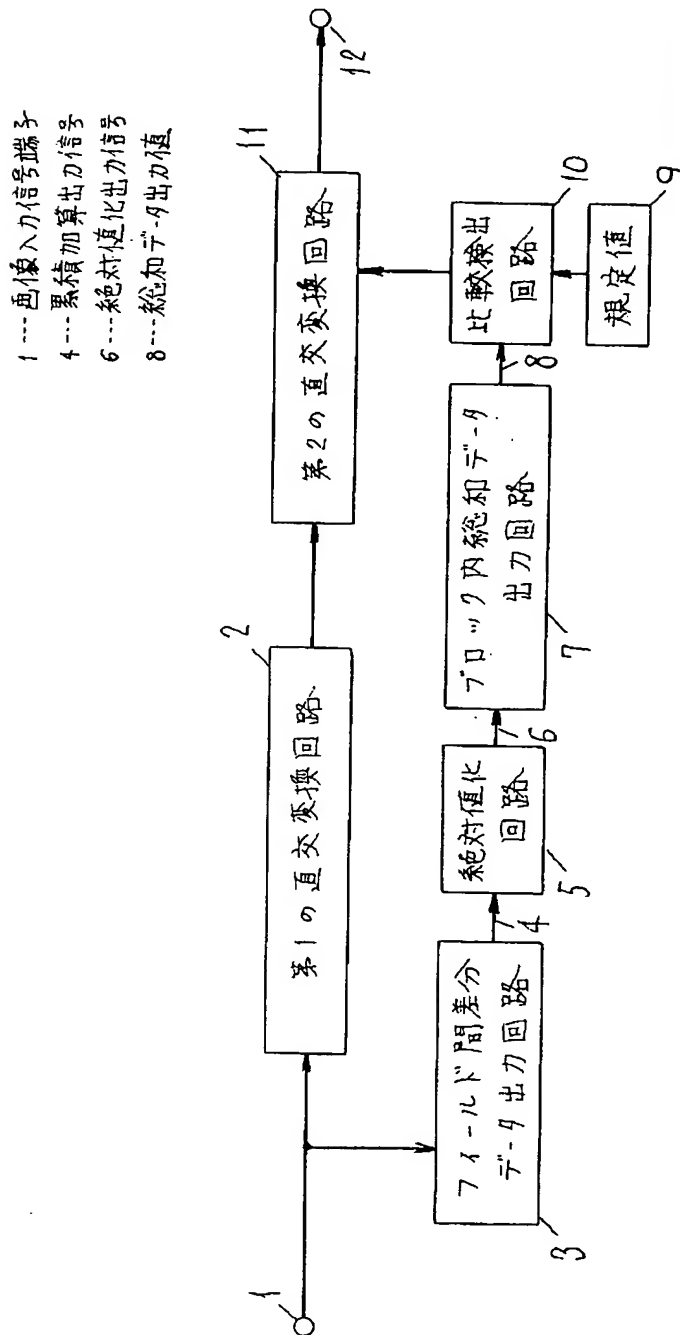 1 ---- 画像入力信号端子
4 --- 累積加算出力信号
6 --- 絶対値化出力信号
8 --- 総和データ出力値
1
2
第1の直交変換回路
11
第2の直交変換回路
12
3
フィールド間差分
データ出力回路
4
5
絶対値化
回路
6
7
ブロック内総和データ
出力回路
8
10
比較検出
回路
9
規定値